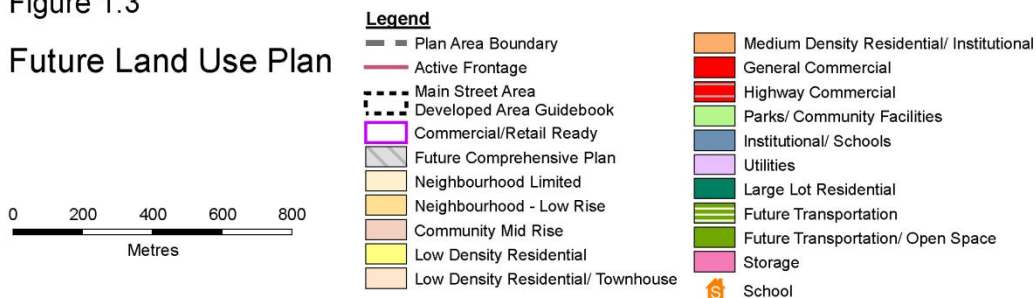 Figure 1.3
Future Land Use Plan
0 200 400 600 800
Metres
Legend
Plan Area Boundary
Active Frontage
Main Street Area
Developed Area Guidebook
Commercial/Retail Ready
Future Comprehensive Plan
Neighbourhood Limited
Neighbourhood - Low Rise
Community Mid Rise
Low Density Residential
Low Density Residential/ Townhouse
Medium Density Residential/ Institutional
General Commercial
Highway Commercial
Parks/ Community Facilities
Institutional/ Schools
Utilities
Large Lot Residential
Future Transportation
Future Transportation/ Open Space
Storage
S School